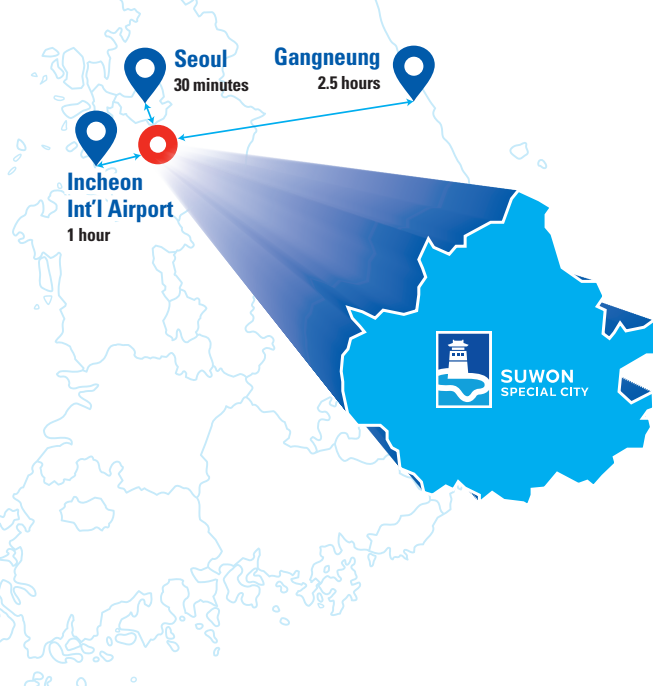 Seoul
30 minutes
Gangneung
2.5 hours
Incheon
Int'l Airport
1 hour
SUWON
SPECIAL CITY